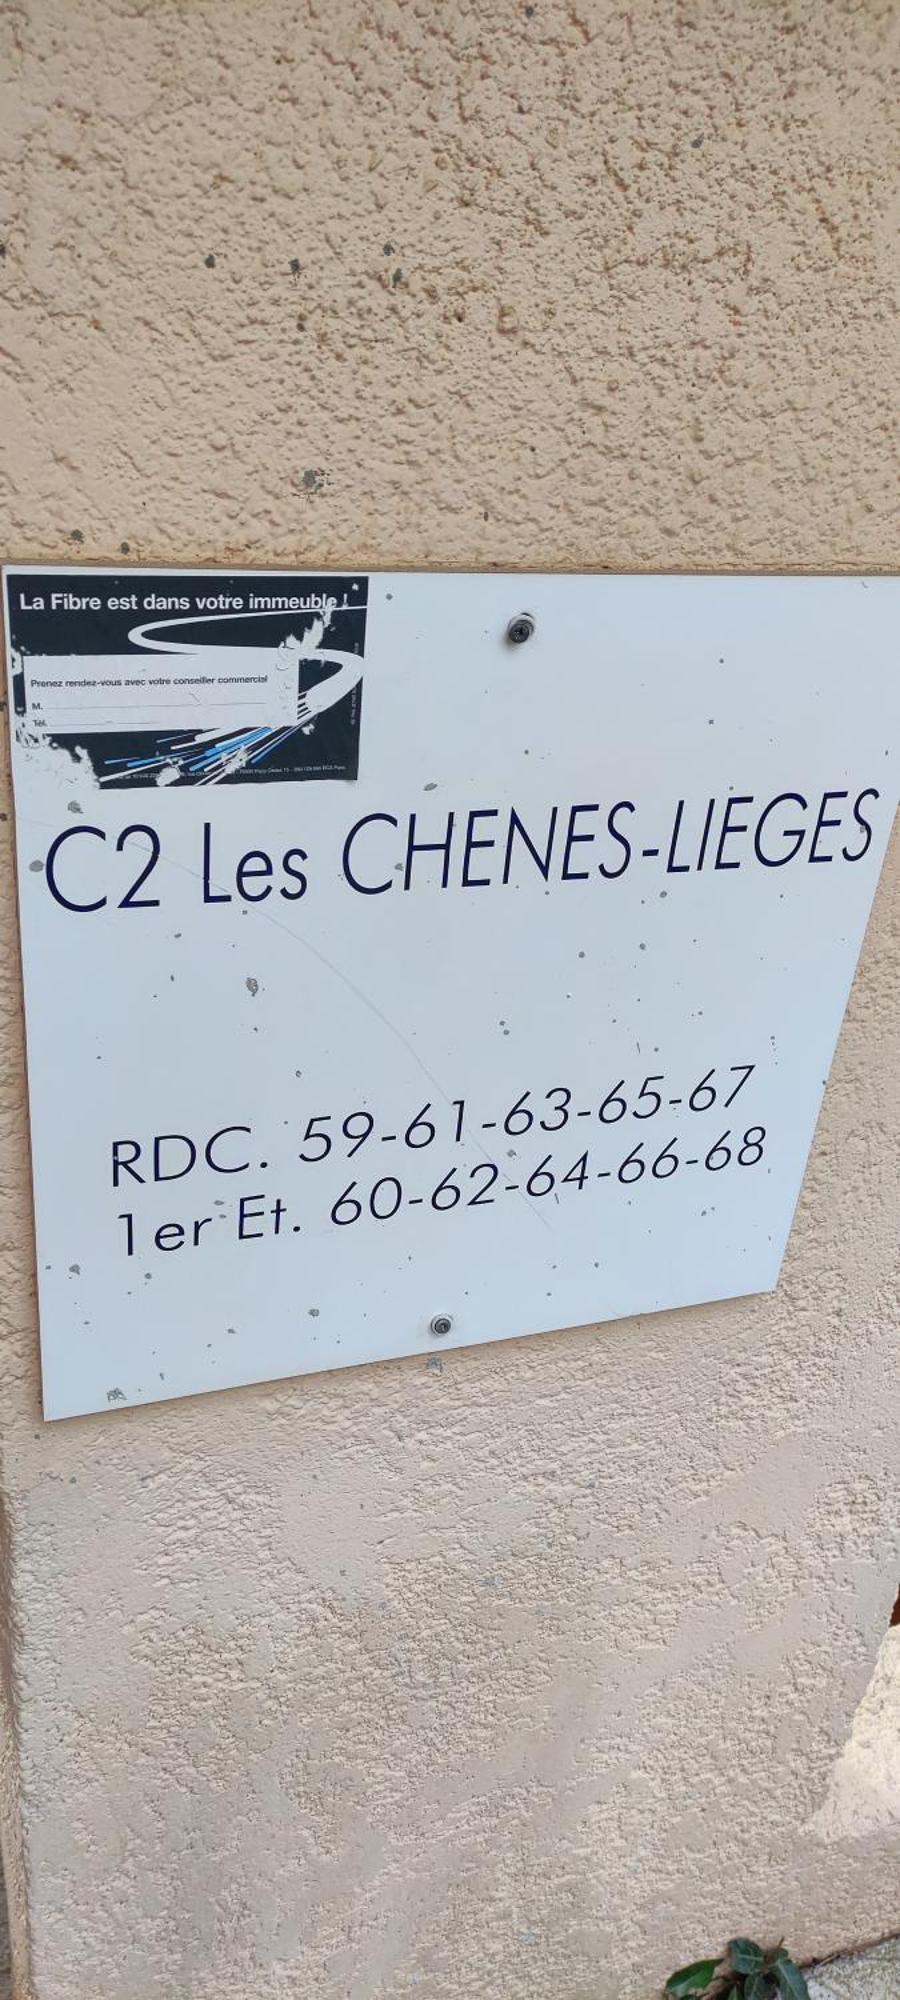 La Fibre est dans votre immeuble !
Prenez rendez-vous avec votre conseiller commercial
M.
Tél.
C2 Les CHENES-LIEGES
RDC. 59-61-63-65-67
1er Et. 60-62-64-66-68